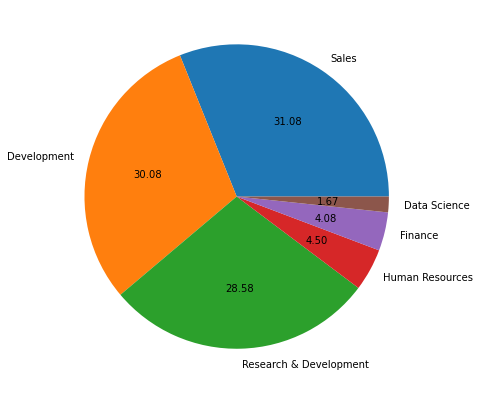 Sales
31.08
Development
30.08
1.67
Data Science
4.08
Finance
4.50
Human Resources
28.58
Research & Development